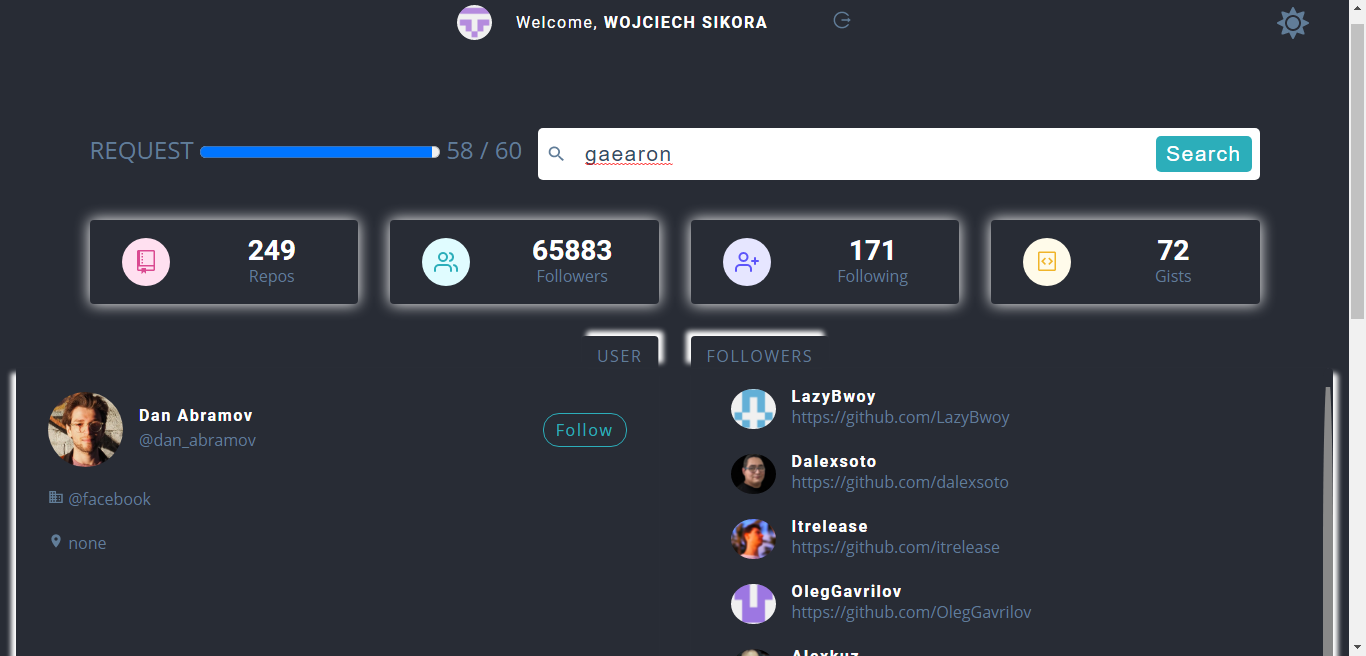 Welcome, WOJCIECH SIKORA
REQUEST 58 / 60
gaearon
Search
249
Repos
65883
Followers
171
Following
72
Gists
USER
FOLLOWERS
Dan Abramov
@dan_abramov
Follow
@facebook
none
LazyBwoy
https://github.com/LazyBwoy
Dalexsoto
https://github.com/dalexsoto
Itrelease
https://github.com/itrelease
OlegGavrilov
https://github.com/OlegGavrilov
Alexkuz